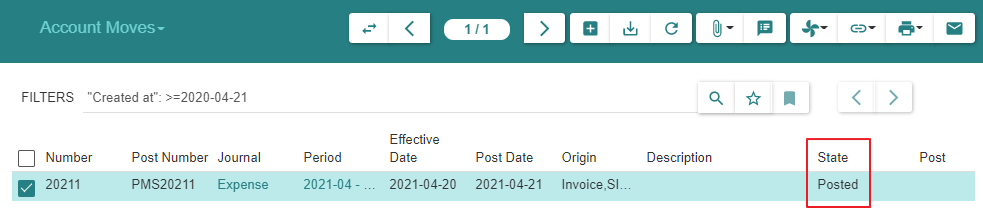 Account Moves
1 / 1
FILTERS "Created at": >=2020-04-21
Number Post Number Journal Period Effective Date Post Date Origin Description State Post
20211 PMS20211 Expense 2021-04 - ... 2021-04-20 2021-04-21 Invoice,SI... Posted